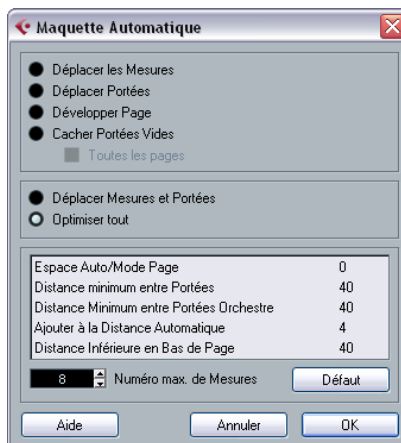 Maquette Automatique
Déplacer les Mesures
Déplacer Portées
Développer Page
Cacher Portées Vides
Toutes les pages
Déplacer Mesures et Portées
Optimiser tout
Espace Auto/Mode Page 0
Distance minimum entre Portées 40
Distance Minimum entre Portées Orchestre 40
Ajouter à la Distance Automatique 4
Distance Inférieure en Bas de Page 40
8 Numéro max. de Mesures Défaut
Aide Annuler OK